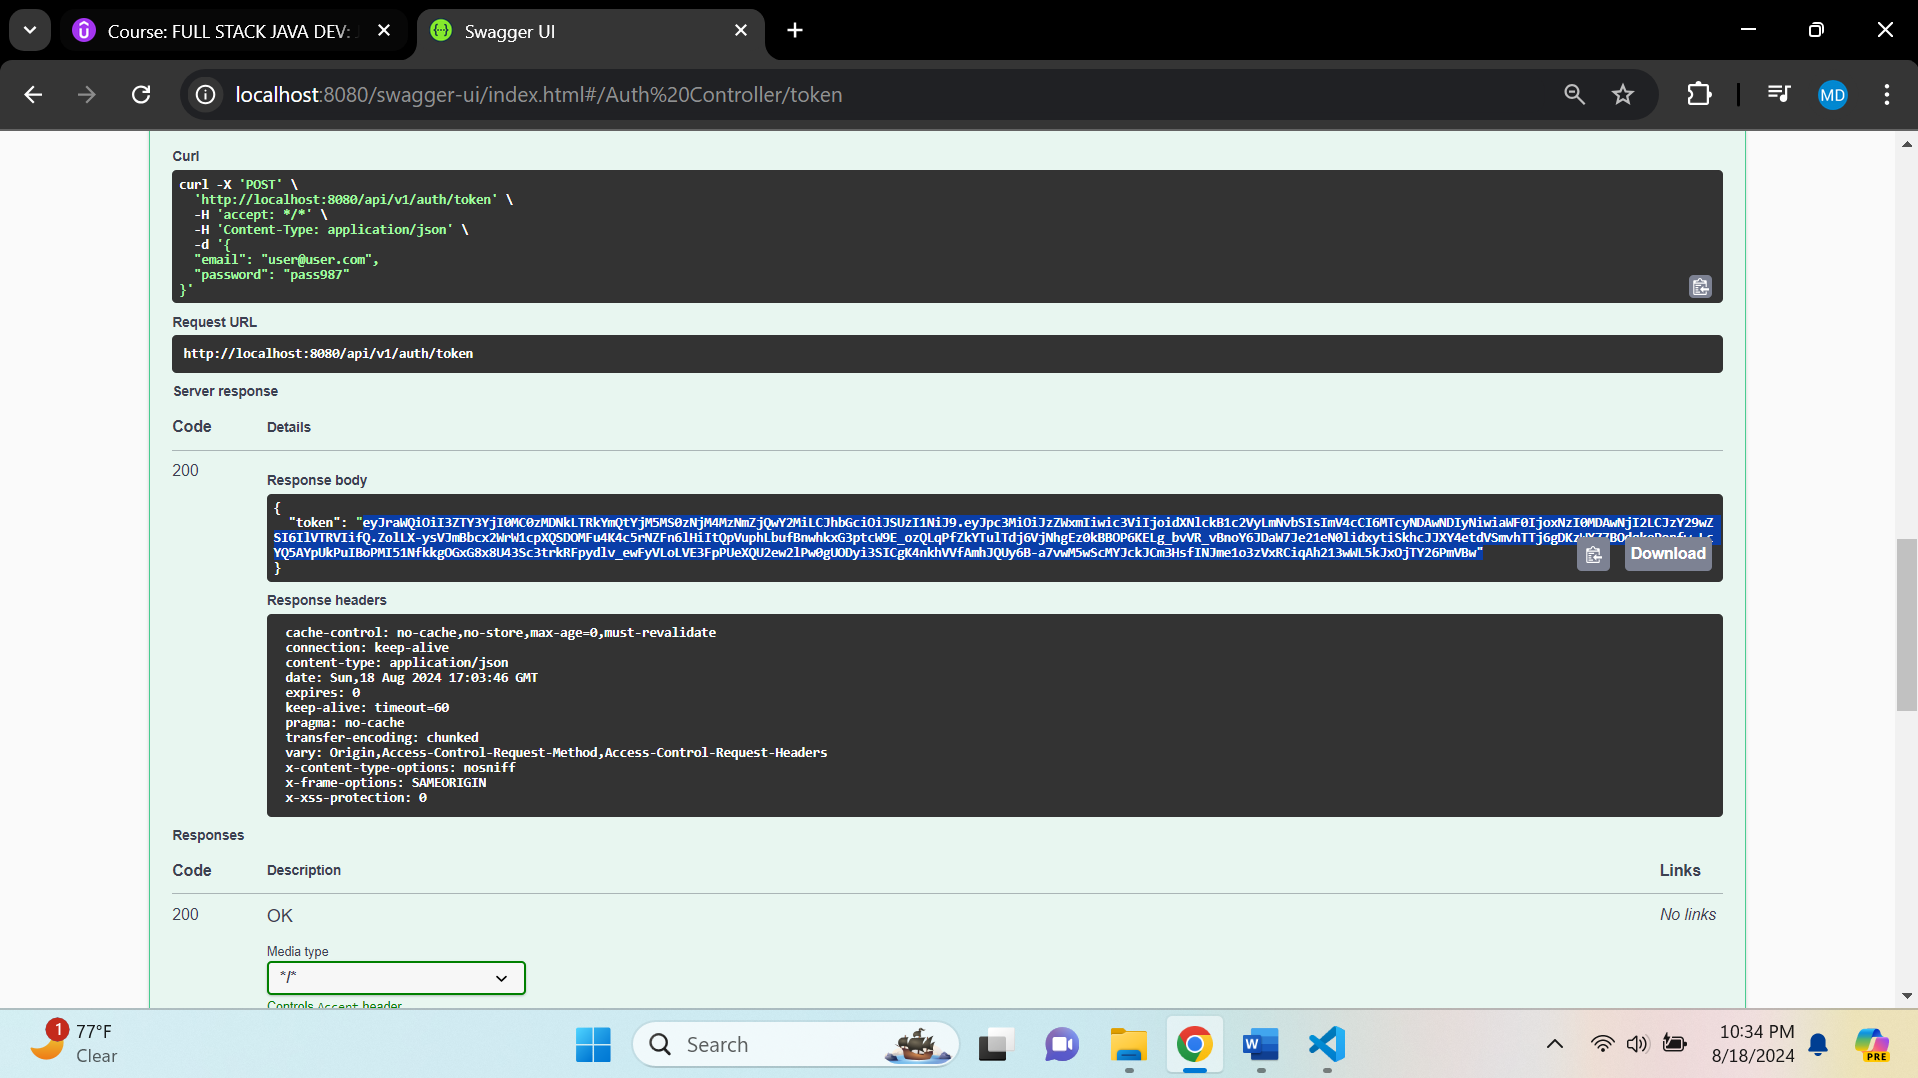 Course: FULL STACK JAVA DEV:
Swagger UI
localhost:8080/swagger-ui/index.html#/Auth%20Controller/token
MD
Curl
curl -X 'POST' \
'http://localhost:8080/api/v1/auth/token' \
-H 'accept: */*' \
-H 'Content-Type: application/json' \
-d '{
"email": "user@user.com",
"password": "pass987"
}'
Request URL
http://localhost:8080/api/v1/auth/token
Server response
Code Details
200
Response body
{
"token":
Download
}
Response headers
cache-control: no-cache,no-store,max-age=0,must-revalidate
connection: keep-alive
content-type: application/json
date: Sun,18 Aug 2024 17:03:46 GMT
expires: 0
keep-alive: timeout=60
pragma: no-cache
transfer-encoding: chunked
vary: Origin,Access-Control-Request-Method,Access-Control-Request-Headers
x-content-type-options: nosniff
x-frame-options: SAMEORIGIN
x-xss-protection: 0
Responses
Code Description Links
200 OK No links
Media type
*/*
Controls Accept header
1
77°F
Clear
Search
W
PRE
10:34 PM
8/18/2024